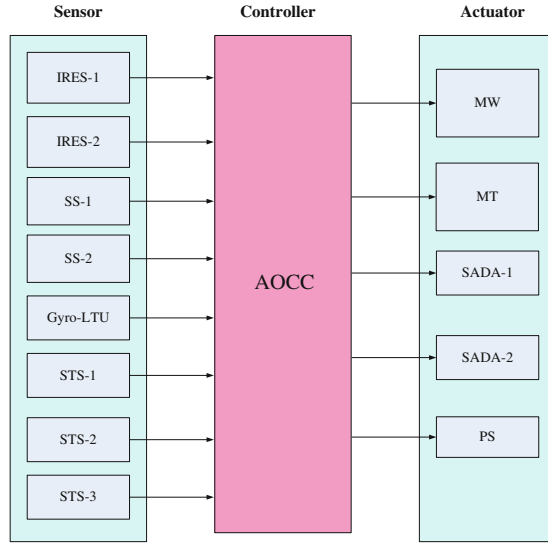 Sensor
Controller
Actuator
IRES-1
IRES-2
SS-1
SS-2
Gyro-LTU
STS-1
STS-2
STS-3
AOCC
MW
MT
SADA-1
SADA-2
PS